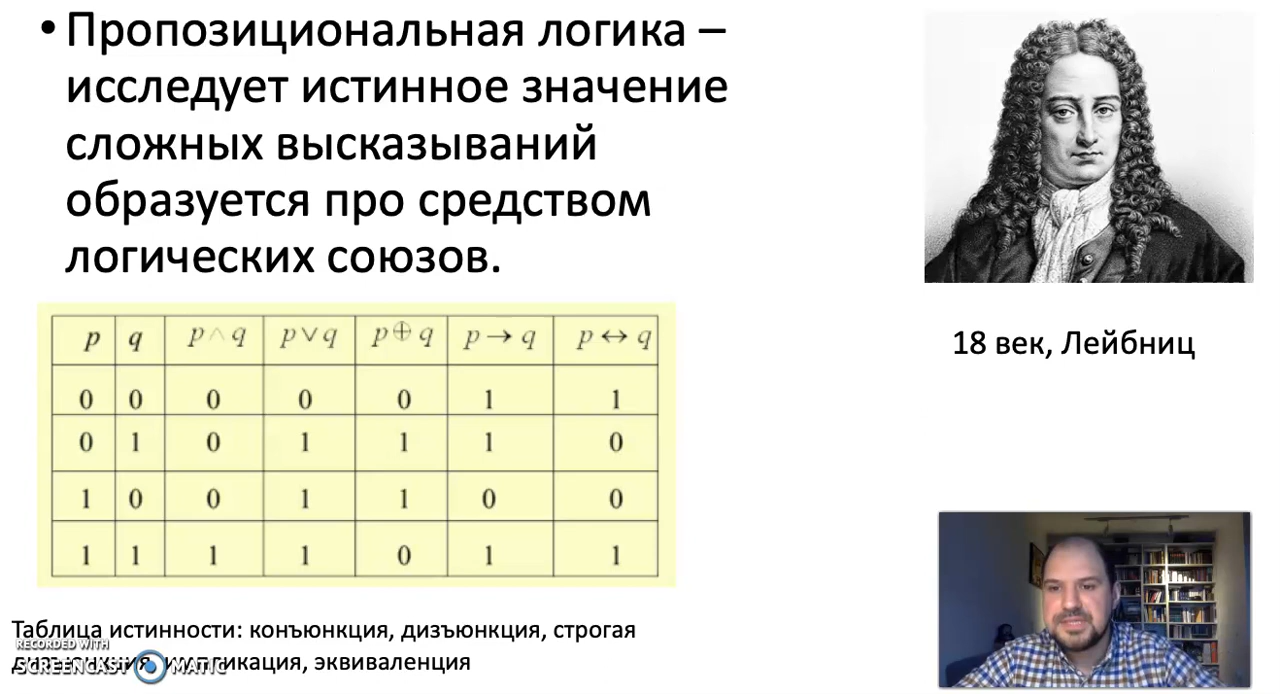 • Пропозициональная логика –
исследует истинное значение
сложных высказываний
образуется про средством
логических союзов.
18 век, Лейбниц
p q p ∧ q p ∨ q p ⊕ q p → q p ↔ q
0 0 0 0 0 1 1
0 1 0 1 1 1 0
1 0 0 1 1 0 0
1 1 1 1 0 1 1
Таблица истинности: конъюнкция, дизъюнкция, строгая
дизъюнкция, импликация, эквиваленция
RECORDED WITH
SCREENCAST MATIC